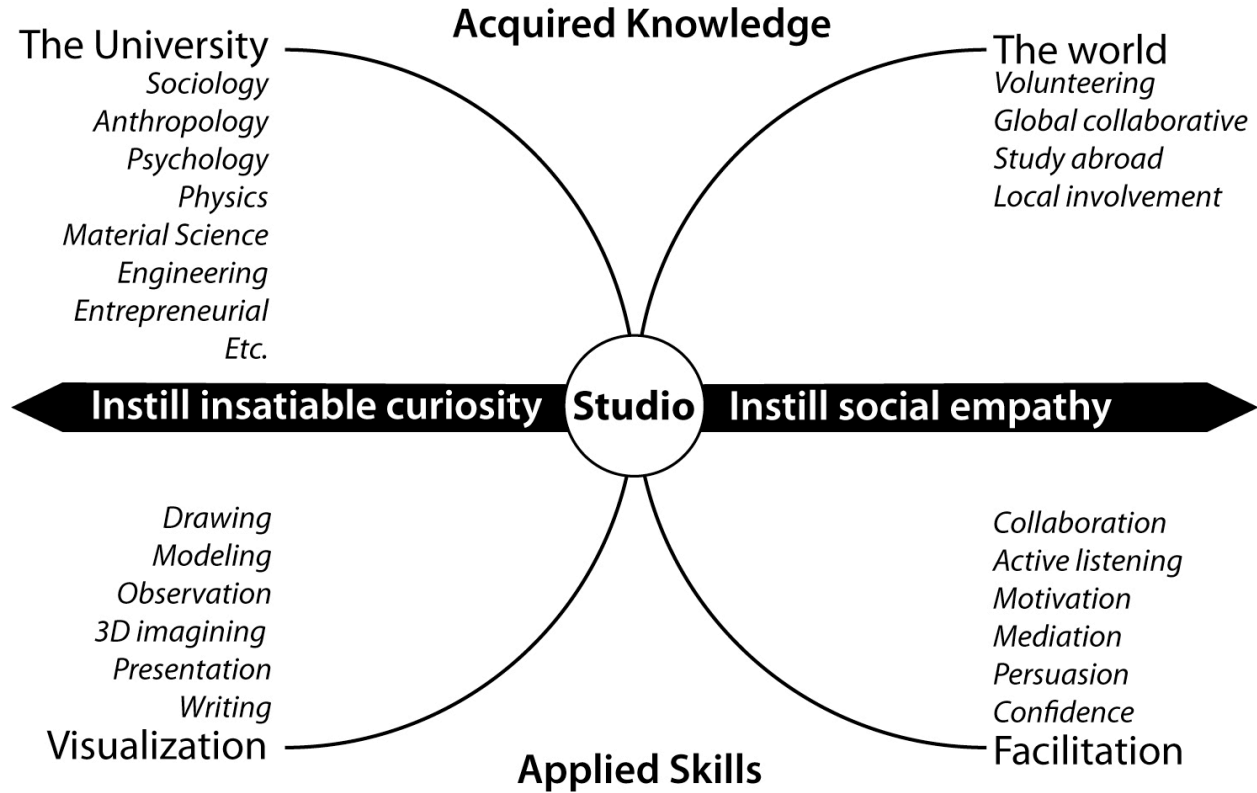 Acquired Knowledge
The University
Sociology
Anthropology
Psychology
Physics
Material Science
Engineering
Entrepreneurial
Etc.
The world
Volunteering
Global collaborative
Study abroad
Local involvement
Instill insatiable curiosity
Studio
Instill social empathy
Drawing
Modeling
Observation
3D imagining
Presentation
Writing
Visualization
Collaboration
Active listening
Motivation
Mediation
Persuasion
Confidence
Facilitation
Applied Skills